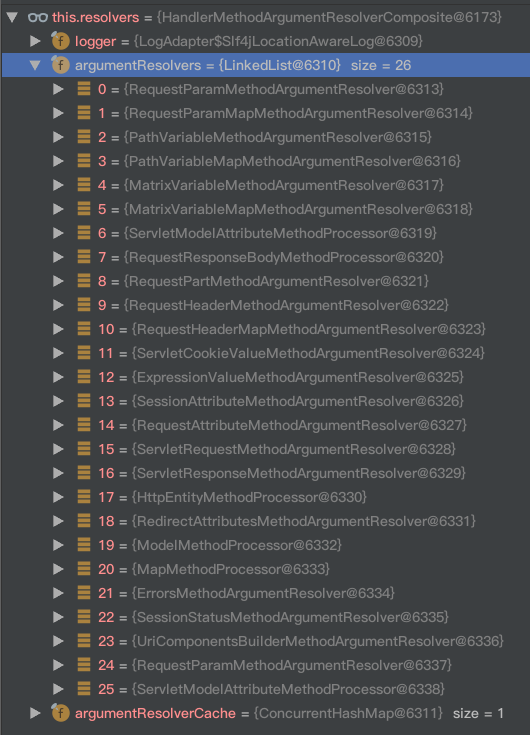 this.resolvers = {HandlerMethodArgumentResolverComposite@6173}
f logger = {LogAdapter$Slf4jLocationAwareLog@6309}
f argumentResolvers = {LinkedList@6310} size = 26
0 = {RequestParamMethodArgumentResolver@6313}
1 = {RequestParamMapMethodArgumentResolver@6314}
2 = {PathVariableMethodArgumentResolver@6315}
3 = {PathVariableMapMethodArgumentResolver@6316}
4 = {MatrixVariableMethodArgumentResolver@6317}
5 = {MatrixVariableMapMethodArgumentResolver@6318}
6 = {ServletModelAttributeMethodProcessor@6319}
7 = {RequestResponseBodyMethodProcessor@6320}
8 = {RequestPartMethodArgumentResolver@6321}
9 = {RequestHeaderMethodArgumentResolver@6322}
10 = {RequestHeaderMapMethodArgumentResolver@6323}
11 = {ServletCookieValueMethodArgumentResolver@6324}
12 = {ExpressionValueMethodArgumentResolver@6325}
13 = {SessionAttributeMethodArgumentResolver@6326}
14 = {RequestAttributeMethodArgumentResolver@6327}
15 = {ServletRequestMethodArgumentResolver@6328}
16 = {ServletResponseMethodArgumentResolver@6329}
17 = {HttpEntityMethodProcessor@6330}
18 = {RedirectAttributesMethodArgumentResolver@6331}
19 = {ModelMethodProcessor@6332}
20 = {MapMethodProcessor@6333}
21 = {ErrorsMethodArgumentResolver@6334}
22 = {SessionStatusMethodArgumentResolver@6335}
23 = {UriComponentsBuilderMethodArgumentResolver@6336}
24 = {RequestParamMethodArgumentResolver@6337}
25 = {ServletModelAttributeMethodProcessor@6338}
f argumentResolverCache = {ConcurrentHashMap@6311} size = 1